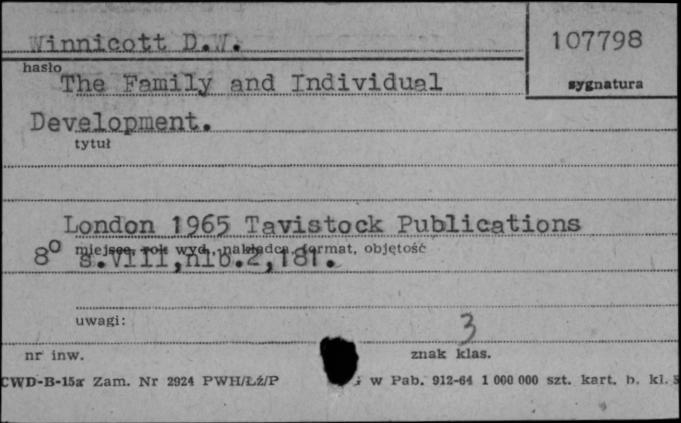 Winnicott D.W.
107798
hasło
sygnatura
The Family and Individual
Development.
tytuł
London 1965 Tavistock Publications
miejsce, rok wyd., nakładca, format, objętość
8° s.VIII,nlb.2,181.
uwagi:
3
nr inw.
znak klas.
CWD-B-15a Zam. Nr 2924 PWH/Łź/P w Pab. 912-64 1 000 000 szt. kart. b. kl.